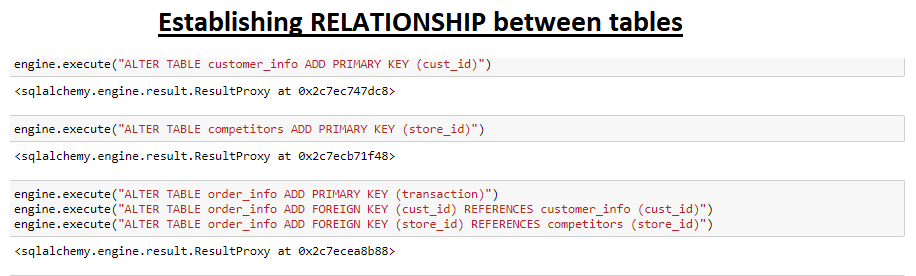 Establishing RELATIONSHIP between tables
engine.execute("ALTER TABLE customer_info ADD PRIMARY KEY (cust_id)")
<sqlalchemy.engine.result.ResultProxy at 0x2c7ec747dc8>
engine.execute("ALTER TABLE competitors ADD PRIMARY KEY (store_id)")
<sqlalchemy.engine.result.ResultProxy at 0x2c7ecb71f48>
engine.execute("ALTER TABLE order_info ADD PRIMARY KEY (transaction)")
engine.execute("ALTER TABLE order_info ADD FOREIGN KEY (cust_id) REFERENCES customer_info (cust_id)")
engine.execute("ALTER TABLE order_info ADD FOREIGN KEY (store_id) REFERENCES competitors (store_id)")
<sqlalchemy.engine.result.ResultProxy at 0x2c7ecea8b88>